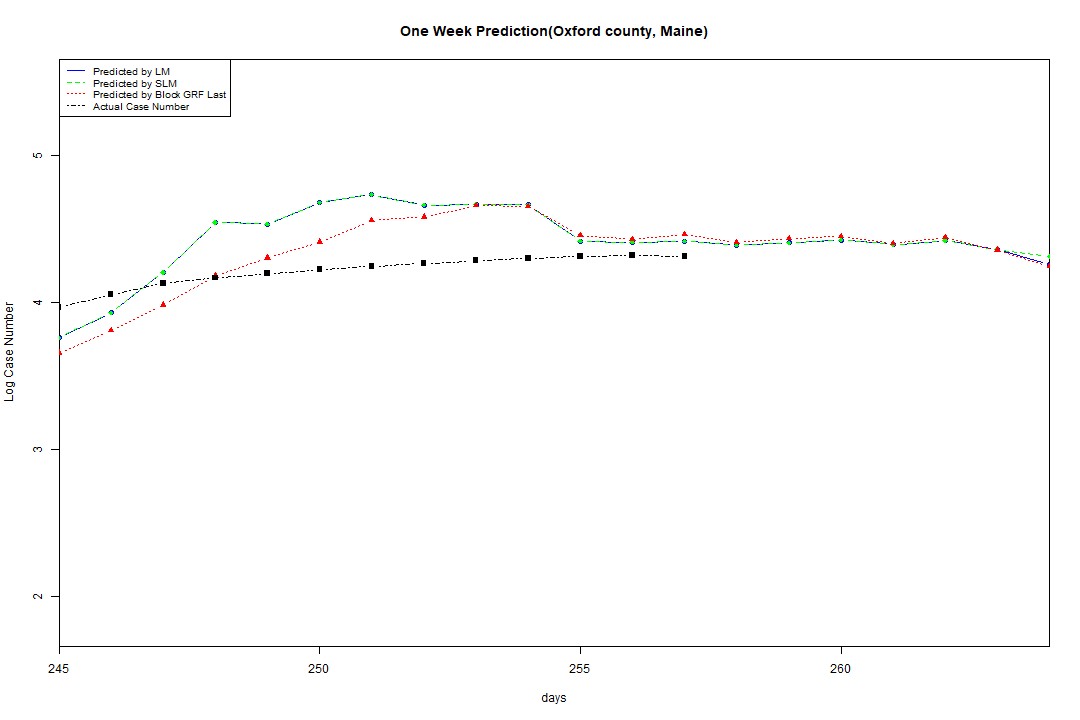 One Week Prediction(Oxford county, Maine)
Predicted by LM
Predicted by SLM
Predicted by Block GRF Last
Actual Case Number
5
4
3
2
Log Case Number
245
250
255
260
days